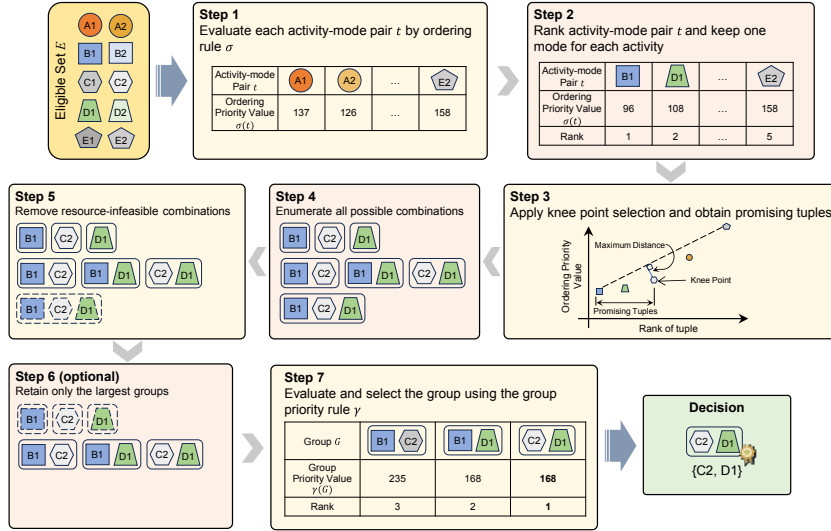 Eligible Set E
A1 A2
B1 B2
C1 C2
D1 D2
E1 E2
Step 1
Evaluate each activity-mode pair t by ordering
rule σ
Activity-mode
Pair t
A1 A2 ... E2
Ordering
Priority Value
σ(t)
137 126 ... 158
Step 2
Rank activity-mode pair t and keep one
mode for each activity
Activity-mode
Pair t
B1 D1 ... E2
Ordering
Priority Value
σ(t)
96 108 ... 158
Rank 1 2 ... 5
Step 3
Apply knee point selection and obtain promising tuples
Ordering Priority
Value
Maximum Distance
Knee Point
Promising Tuples
Rank of tuple
Step 4
Enumerate all possible combinations
B1 C2 D1
B1 C2 B1 D1 C2 D1
B1 C2 D1
Step 5
Remove resource-infeasible combinations
B1 C2 D1
B1 C2 B1 D1 C2 D1
B1 C2 D1
Step 6 (optional)
Retain only the largest groups
B1 C2 D1
B1 C2 B1 D1 C2 D1
Step 7
Evaluate and select the group using the group
priority rule γ
Group G
B1 C2 B1 D1 C2 D1
Group
Priority Value
γ(G)
235 168 168
Rank 3 2 1
Decision
C2 D1
{C2, D1}